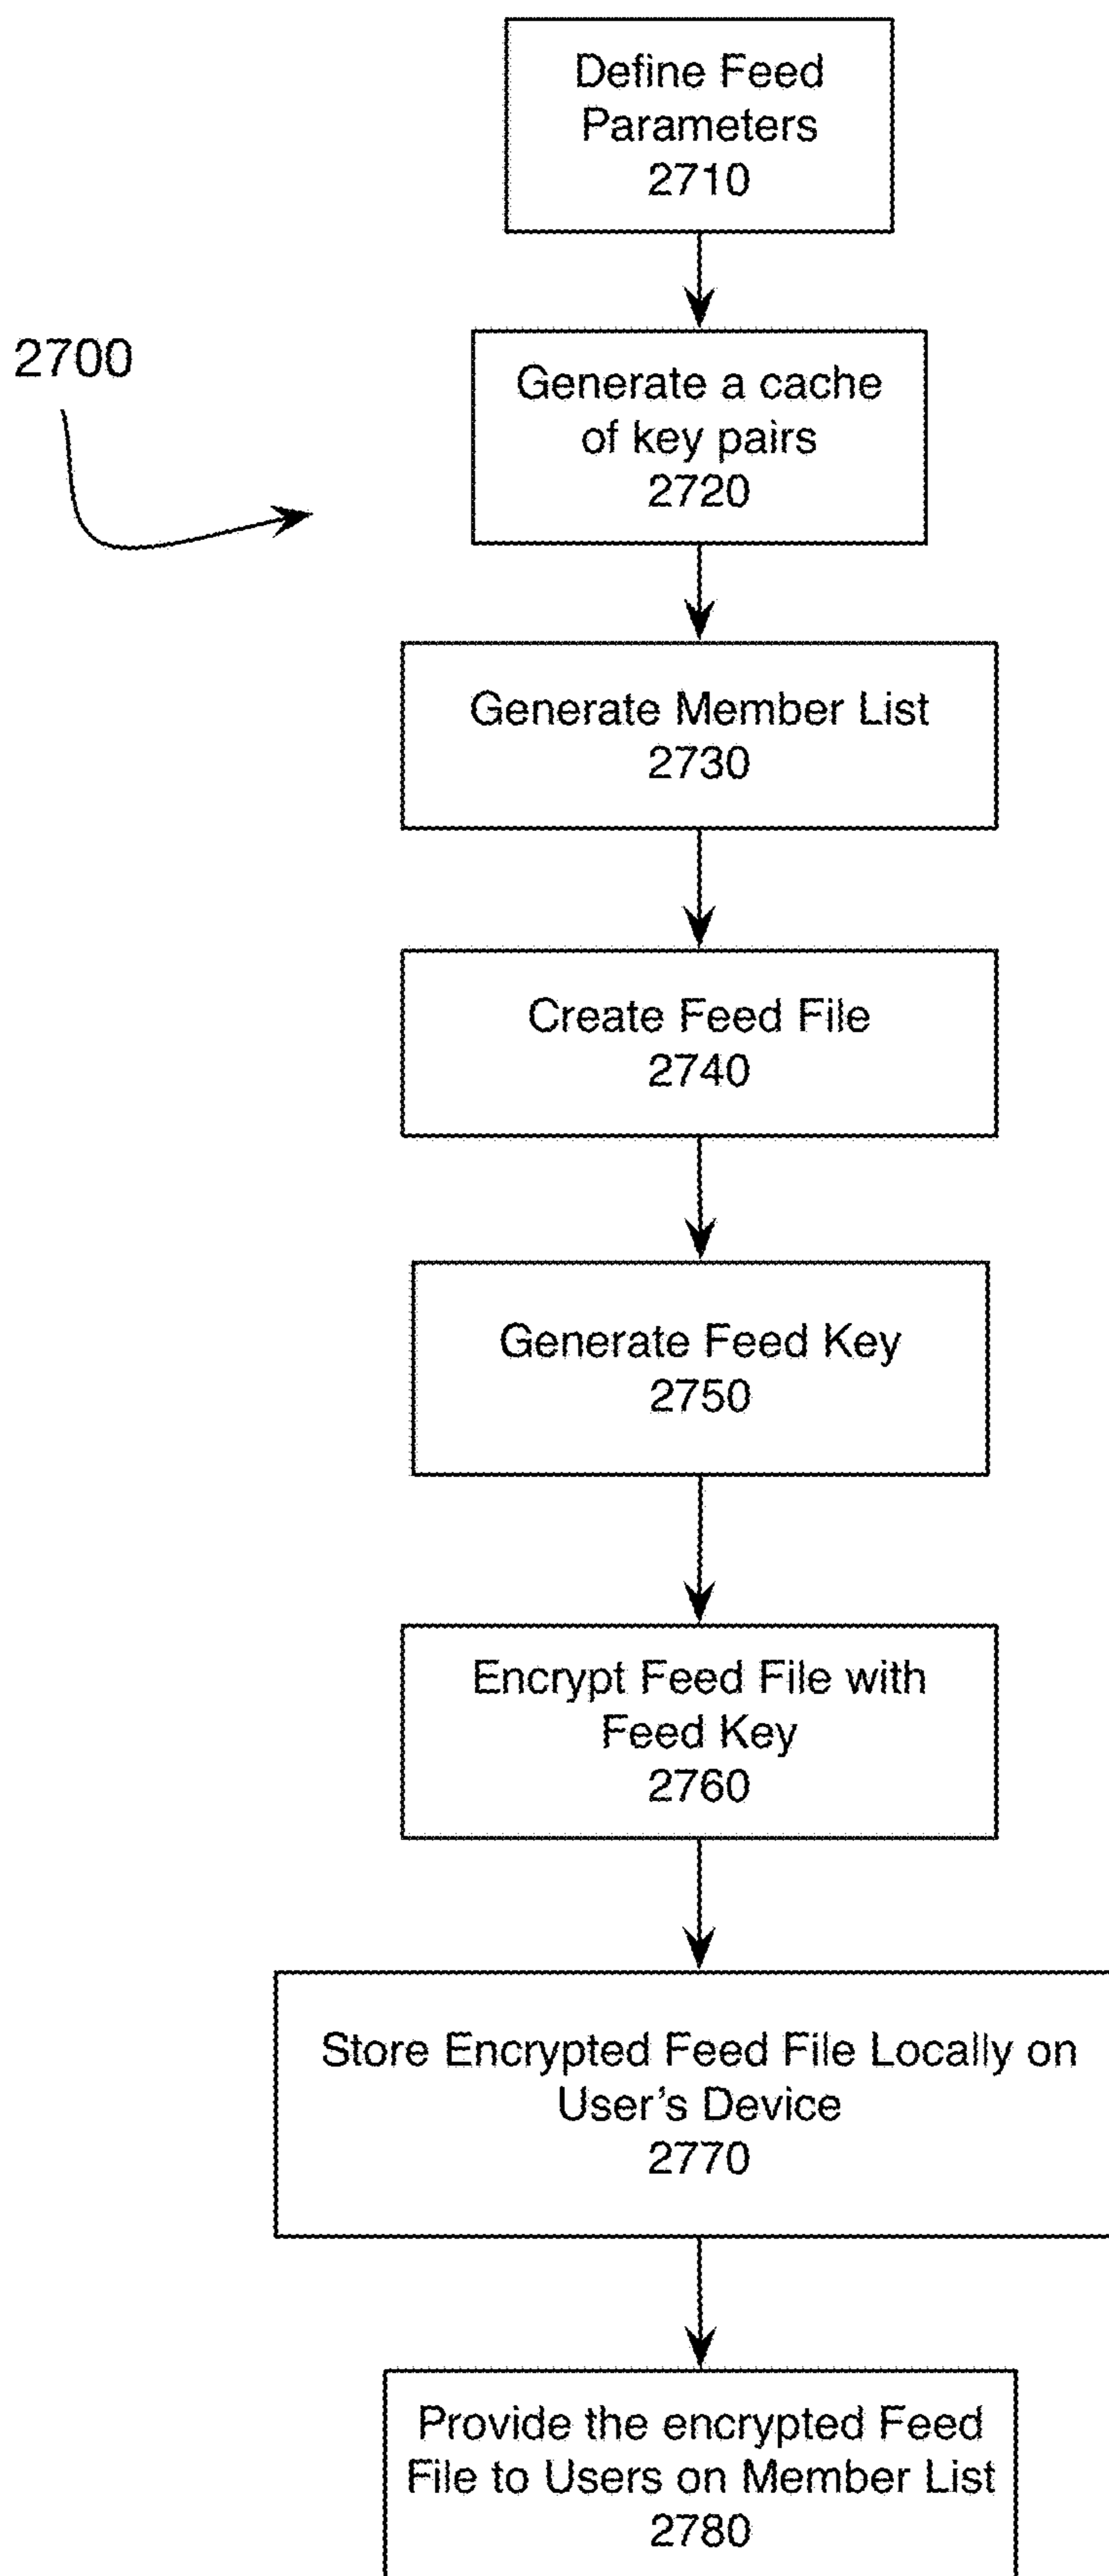 Define Feed
Parameters
2710
2700
Generate a cache
of key pairs
2720
Generate Member List
2730
Create Feed File
2740
Generate Feed Key
2750
Encrypt Feed File with
Feed Key
2760
Store Encrypted Feed File Locally on
User's Device
2770
Provide the encrypted Feed
File to Users on Member List
2780